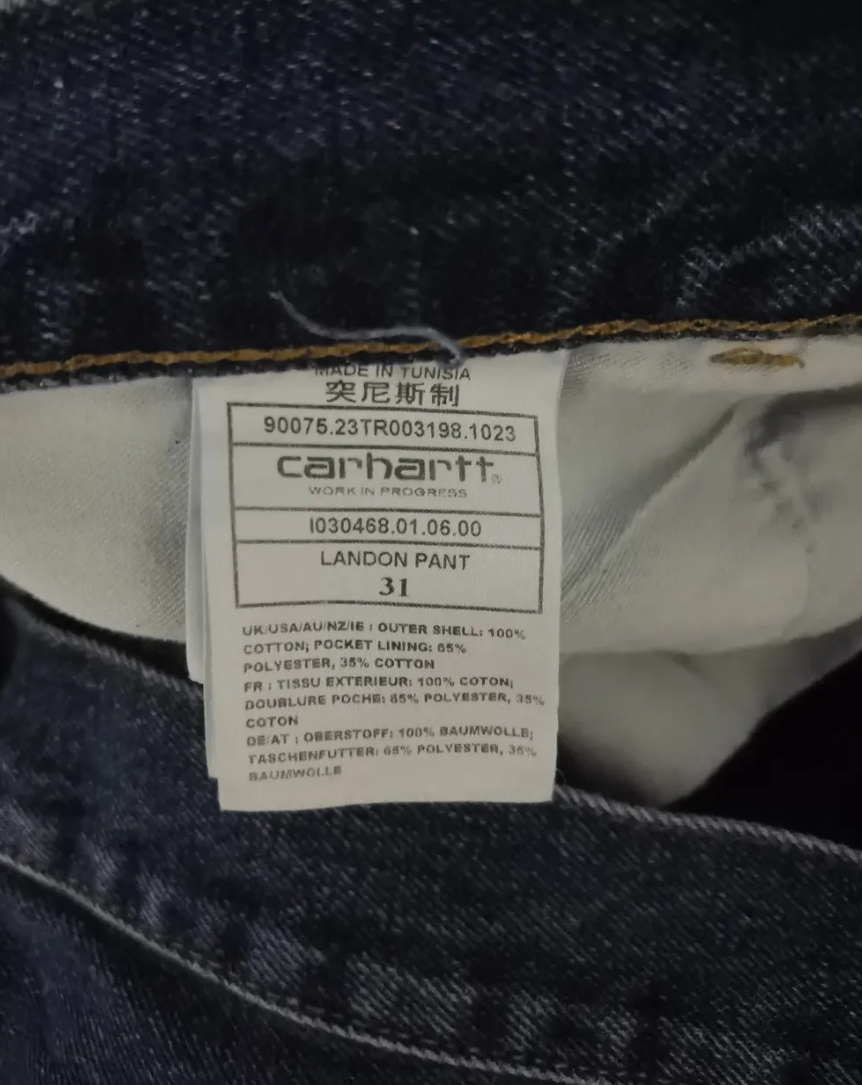 MADE IN TUNISIA
突尼斯制
90075.23TR003198.1023
carhartt®
WORK IN PROGRESS
I030468.01.06.00
LANDON PANT
31
UK/USA/AU/NZ/IE : OUTER SHELL: 100%
COTTON; POCKET LINING: 65%
POLYESTER, 35% COTTON
FR : TISSU EXTERIEUR: 100% COTON;
DOUBLURE POCHE: 65% POLYESTER, 35%
COTON
DE/AT : OBERSTOFF: 100% BAUMWOLLE;
TASCHENFUTTER: 65% POLYESTER, 35%
BAUMWOLLE